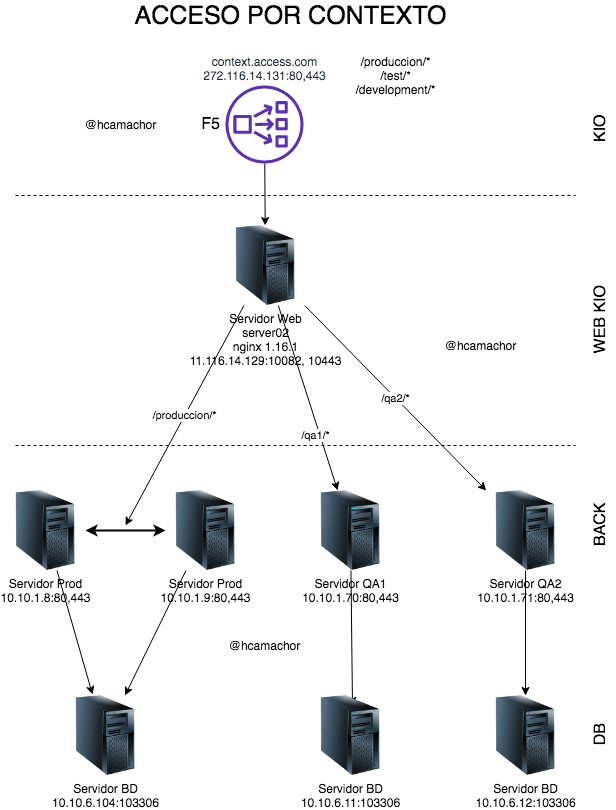 ACCESO POR CONTEXTO
context.access.com
272.116.14.131:80,443
/produccion/*
/test/*
/development/*
F5
@hcamachor
KIO
Servidor Web
server02
nginx 1.16.1
11.116.14.129:10082, 10443
@hcamachor
WEB KIO
/produccion/*
/qa1/*
/qa2/*
BACK
Servidor Prod
10.10.1.8:80,443
Servidor Prod
10.10.1.9:80,443
Servidor QA1
10.10.1.70:80,443
Servidor QA2
10.10.1.71:80,443
@hcamachor
DB
Servidor BD
10.10.6.104:103306
Servidor BD
10.10.6.11:103306
Servidor BD
10.10.6.12:103306